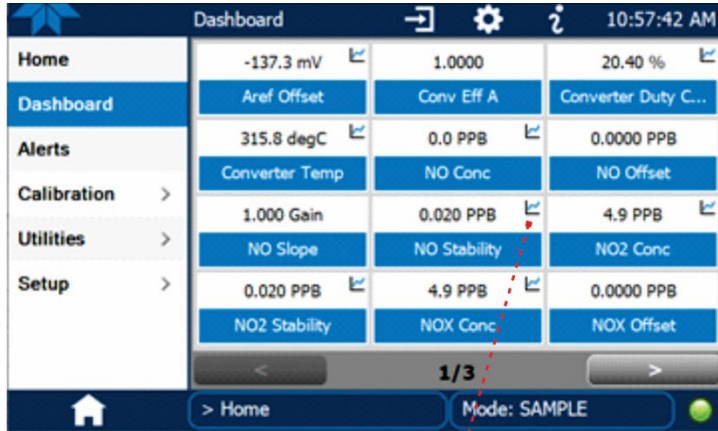 Dashboard
10:57:42 AM
Home
Dashboard
Alerts
Calibration >
Utilities >
Setup >
-137.3 mV
Aref Offset
1.0000
Conv Eff A
20.40 %
Converter Duty C...
315.8 degC
Converter Temp
0.0 PPB
NO Conc
0.0000 PPB
NO Offset
1.000 Gain
NO Slope
0.020 PPB
NO Stability
4.9 PPB
NO2 Conc
0.020 PPB
NO2 Stability
4.9 PPB
NOX Conc
0.0000 PPB
NOX Offset
<
1/3
>
> Home
Mode: SAMPLE